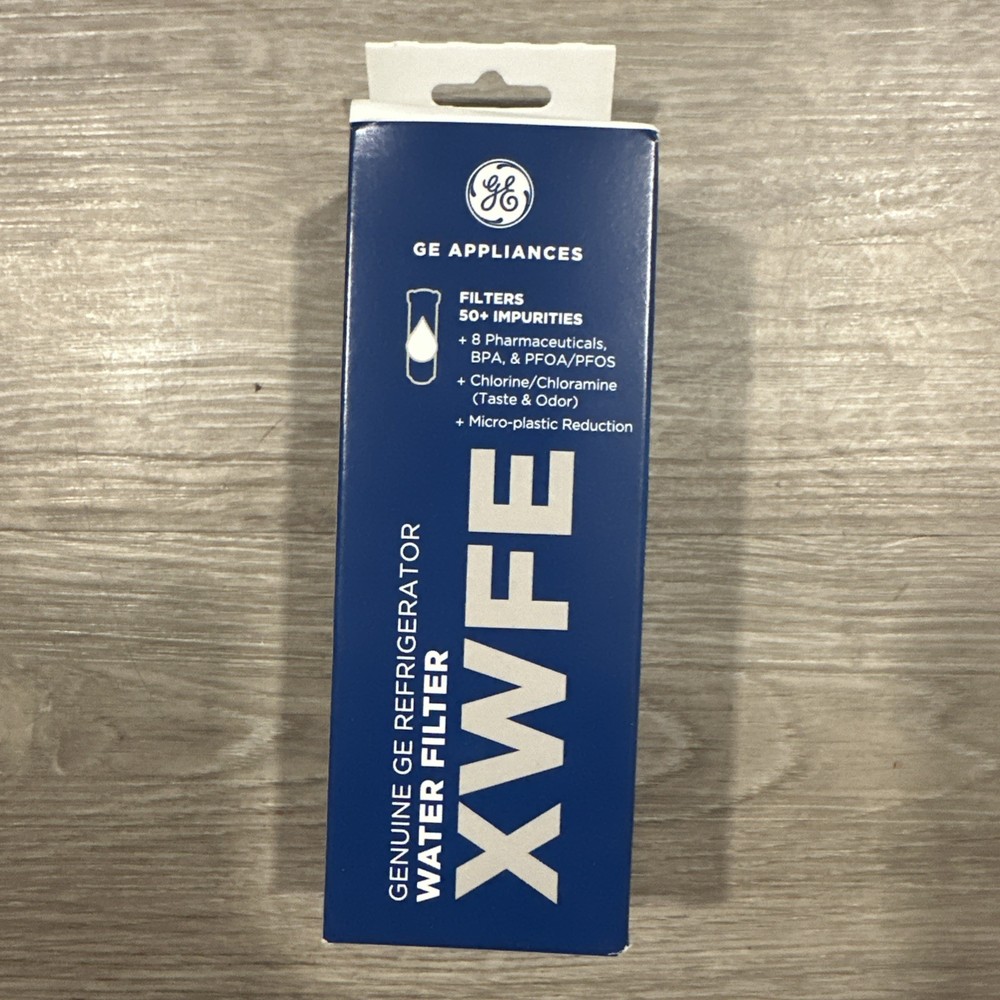 GE
GE APPLIANCES
FILTERS
50+ IMPURITIES
+ 8 Pharmaceuticals,
BPA, & PFOA/PFOS
+ Chlorine/Chloramine
(Taste & Odor)
+ Micro-plastic Reduction
GENUINE GE REFRIGERATOR
WATER FILTER
XWFE